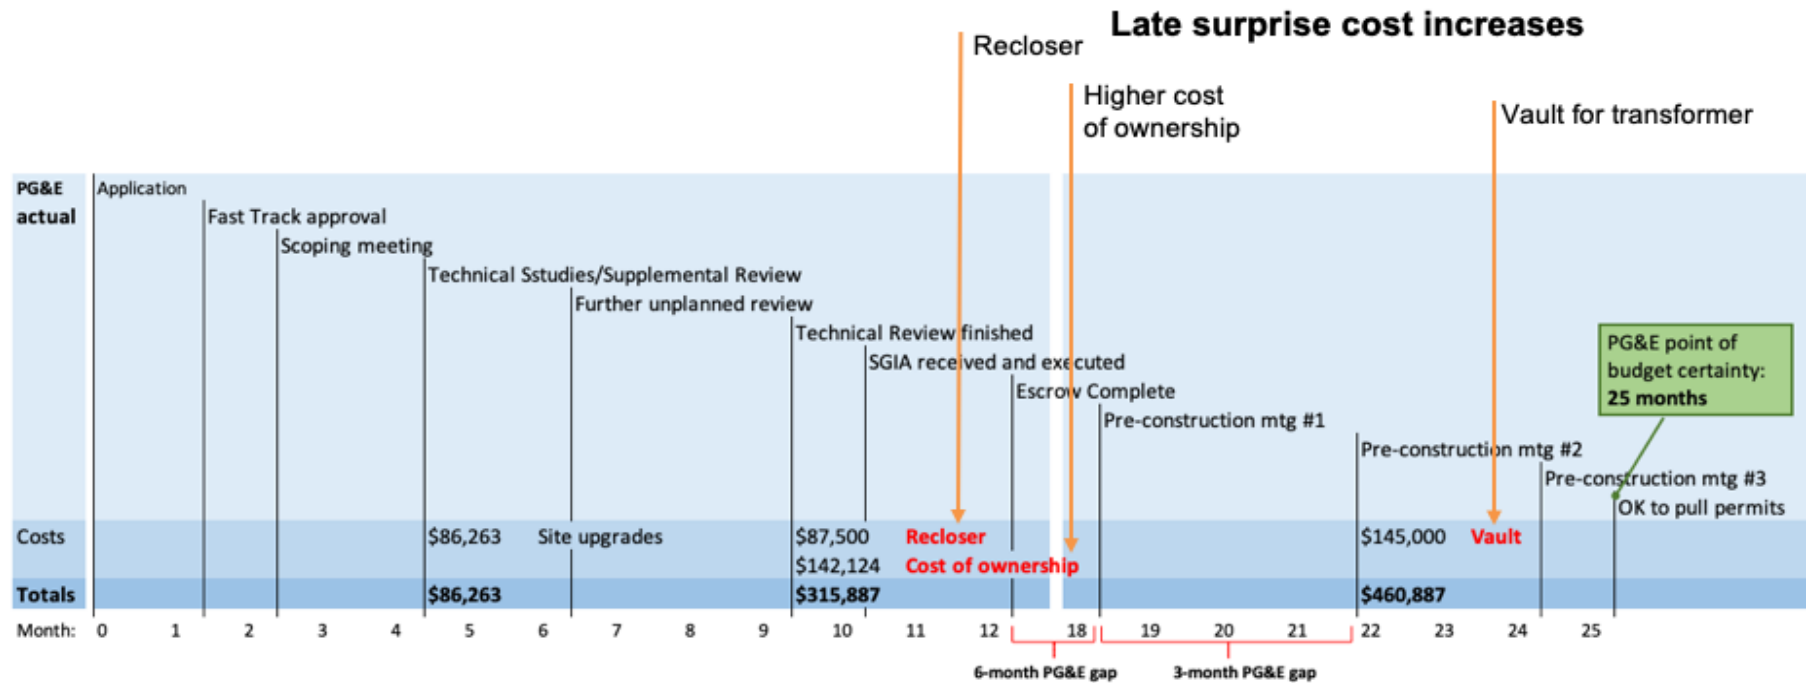 Late surprise cost increases
Recloser
Higher cost
of ownership
Vault for transformer
PG&E
actual
Application
Fast Track approval
Scoping meeting
Technical Sstudies/Supplemental Review
Further unplanned review
Technical Review finished
SGIA received and executed
Escrow Complete
Pre-construction mtg #1
Pre-construction mtg #2
Pre-construction mtg #3
OK to pull permits
PG&E point of
budget certainty:
25 months
Costs $86,263 Site upgrades $87,500 Recloser $145,000 Vault
$142,124 Cost of ownership
Totals $86,263 $315,887 $460,887
Month: 0 1 2 3 4 5 6 7 8 9 10 11 12 18 19 20 21 22 23 24 25
6-month PG&E gap 3-month PG&E gap